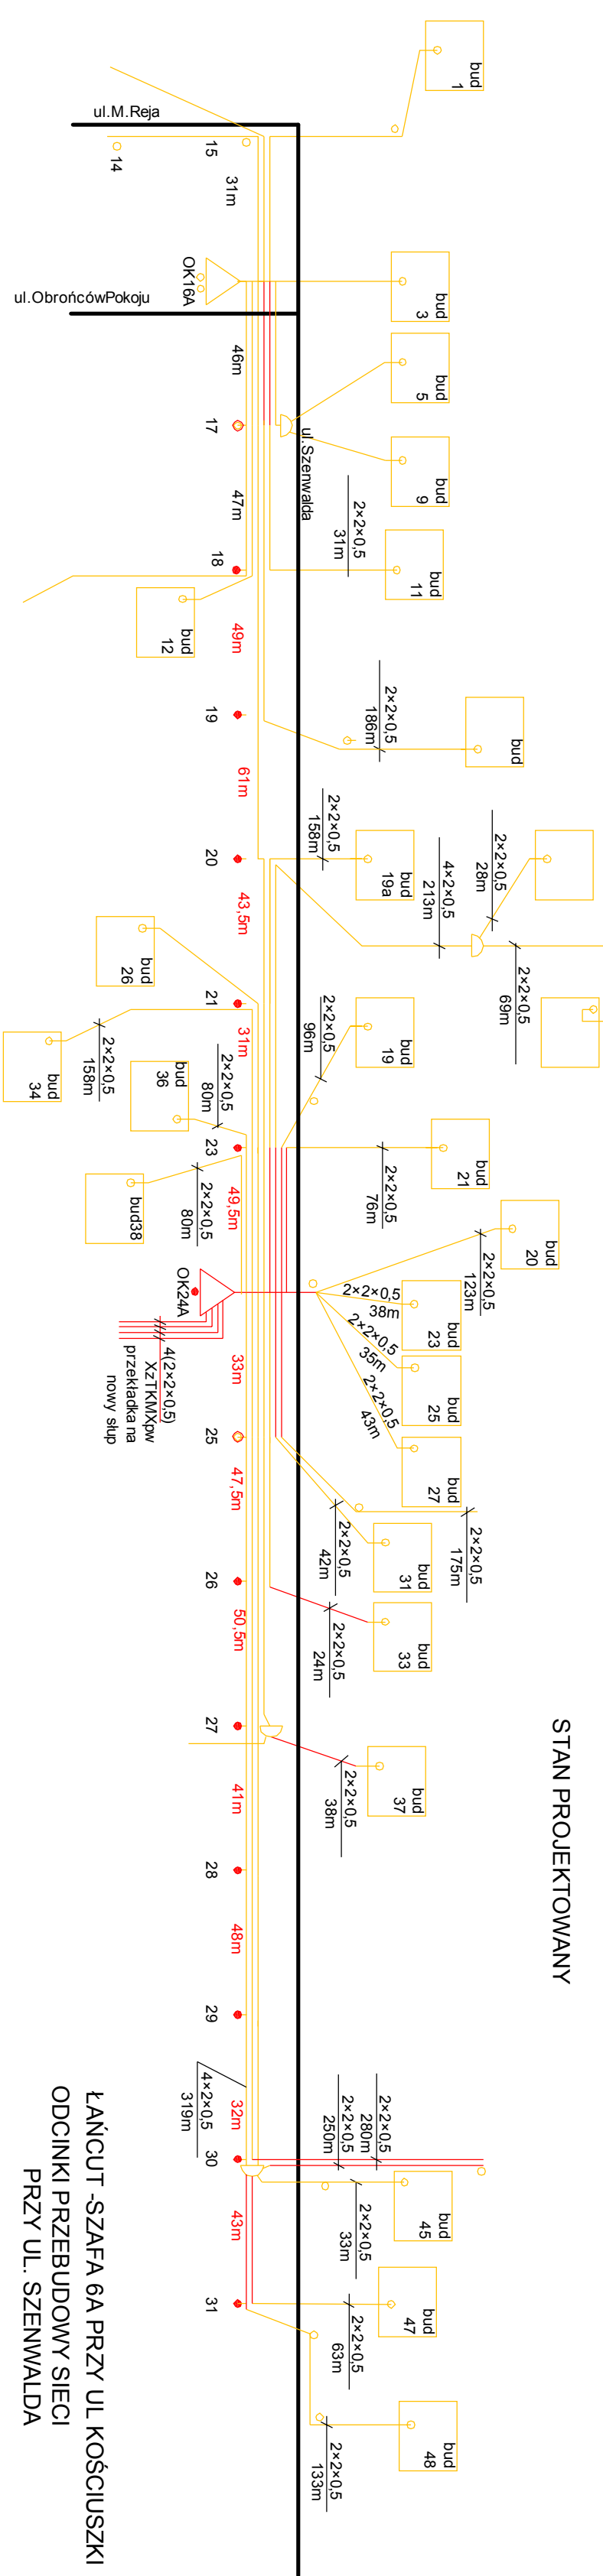 bud
1
ul.M.Reja
14
15
31m
OK16A
ul.ObrońcówPokoju
bud
3
46m
bud
5
17
ul.Szenwalda
bud
9
47m
2×2×0,5
31m
18
bud
11
bud
12
49m
19
2×2×0,5
186m
bud
61m
20
2×2×0,5
158m
bud
19a
4×2×0,5
213m
2×2×0,5
28m
2×2×0,5
69m
43,5m
bud
26
21
31m
2×2×0,5
96m
bud
19
bud
34
2×2×0,5
158m
bud
36
2×2×0,5
80m
23
bud
21
2×2×0,5
76m
bud38
2×2×0,5
80m
49,5m
OK24A
bud
20
2×2×0,5
123m
2×2×0,5
38m
bud
23
2×2×0,5
35m
bud
25
2×2×0,5
43m
bud
27
4(2×2×0,5)
XzTKMXpw
przekładka na
nowy słup
33m
25
47,5m
2×2×0,5
175m
2×2×0,5
42m
bud
31
26
50,5m
2×2×0,5
24m
bud
33
27
2×2×0,5
38m
bud
37
41m
28
48m
29
4×2×0,5
319m
32m
30
2×2×0,5
280m
2×2×0,5
250m
bud
45
2×2×0,5
33m
43m
31
bud
47
2×2×0,5
63m
bud
48
2×2×0,5
133m
STAN PROJEKTOWANY
ŁAŃCUT -SZAFA 6A PRZY UL KOŚCIUSZKI
ODCINKI PRZEBUDOWY SIECI
PRZY UL. SZENWALDA